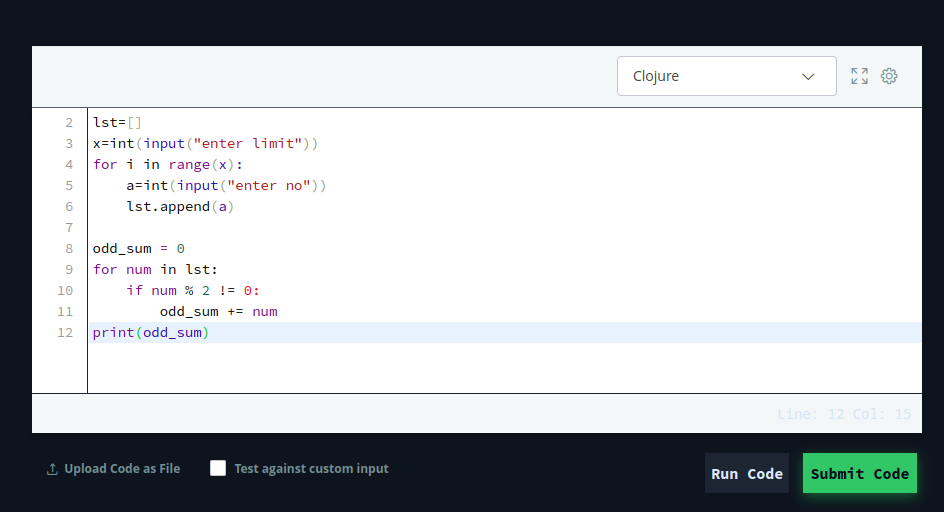 Clojure
2 lst=[]
3 x=int(input("enter limit"))
4 for i in range(x):
5     a=int(input("enter no"))
6     lst.append(a)
7
8 odd_sum = 0
9 for num in lst:
10     if num % 2 != 0:
11         odd_sum += num
12 print(odd_sum)
Line: 12 Col: 15
Upload Code as File
Test against custom input
Run Code
Submit Code